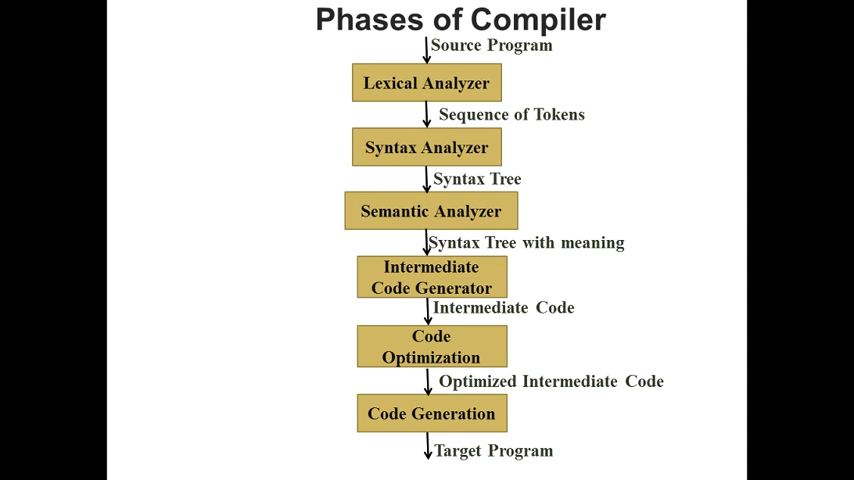 Phases of Compiler
Source Program
Lexical Analyzer
Sequence of Tokens
Syntax Analyzer
Syntax Tree
Semantic Analyzer
Syntax Tree with meaning
Intermediate
Code Generator
Intermediate Code
Code
Optimization
Optimized Intermediate Code
Code Generation
Target Program